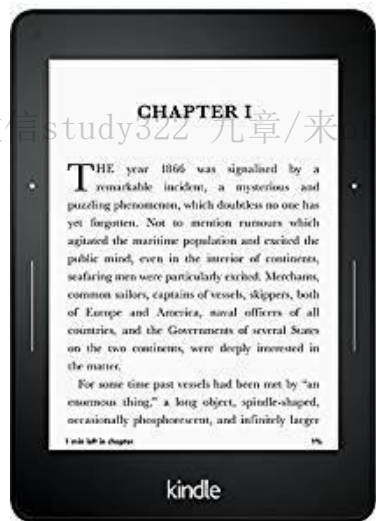 CHAPTER I
信study322 九章/来o
THE year 1866 was signalised by a
remarkable incident, a mysterious and
puzzling phenomenon, which doubtless no one has
yet forgotten. Not to mention rumours which
agitated the maritime population and excited the
public mind, even in the interior of continents,
seafaring men were particularly excited. Merchants,
common sailors, captains of vessels, skippers, both
of Europe and America, naval officers of all
countries, and the Governments of several States
on the two continents, were deeply interested in
the matter.
For some time past vessels had been met by “an
enormous thing,” a long object, spindle-shaped,
occasionally phosphorescent, and infinitely larger
1 min left in chapter 1%
kindle